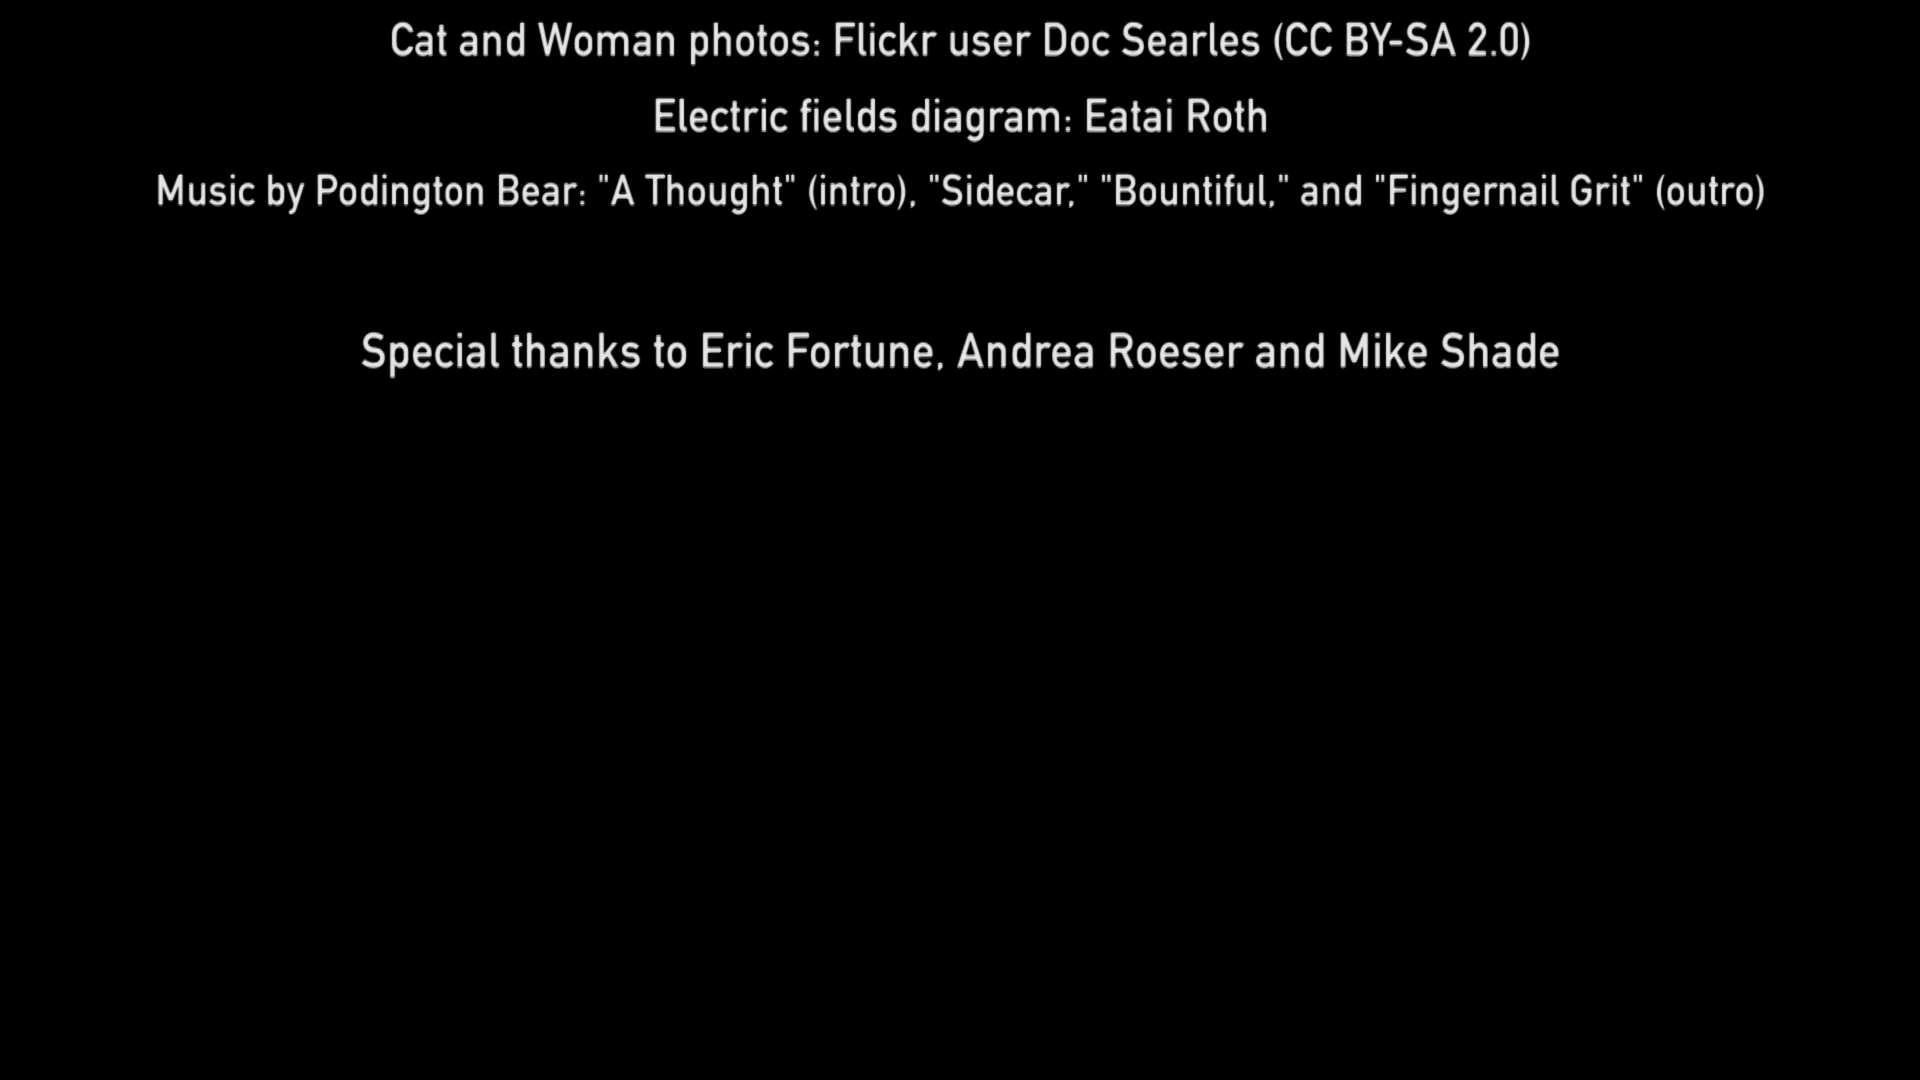 Cat and Woman photos: Flickr user Doc Searles (CC BY-SA 2.0)
Electric fields diagram: Eatai Roth
Music by Podington Bear: "A Thought" (intro), "Sidecar," "Bountiful," and "Fingernail Grit" (outro)
Special thanks to Eric Fortune, Andrea Roeser and Mike Shade